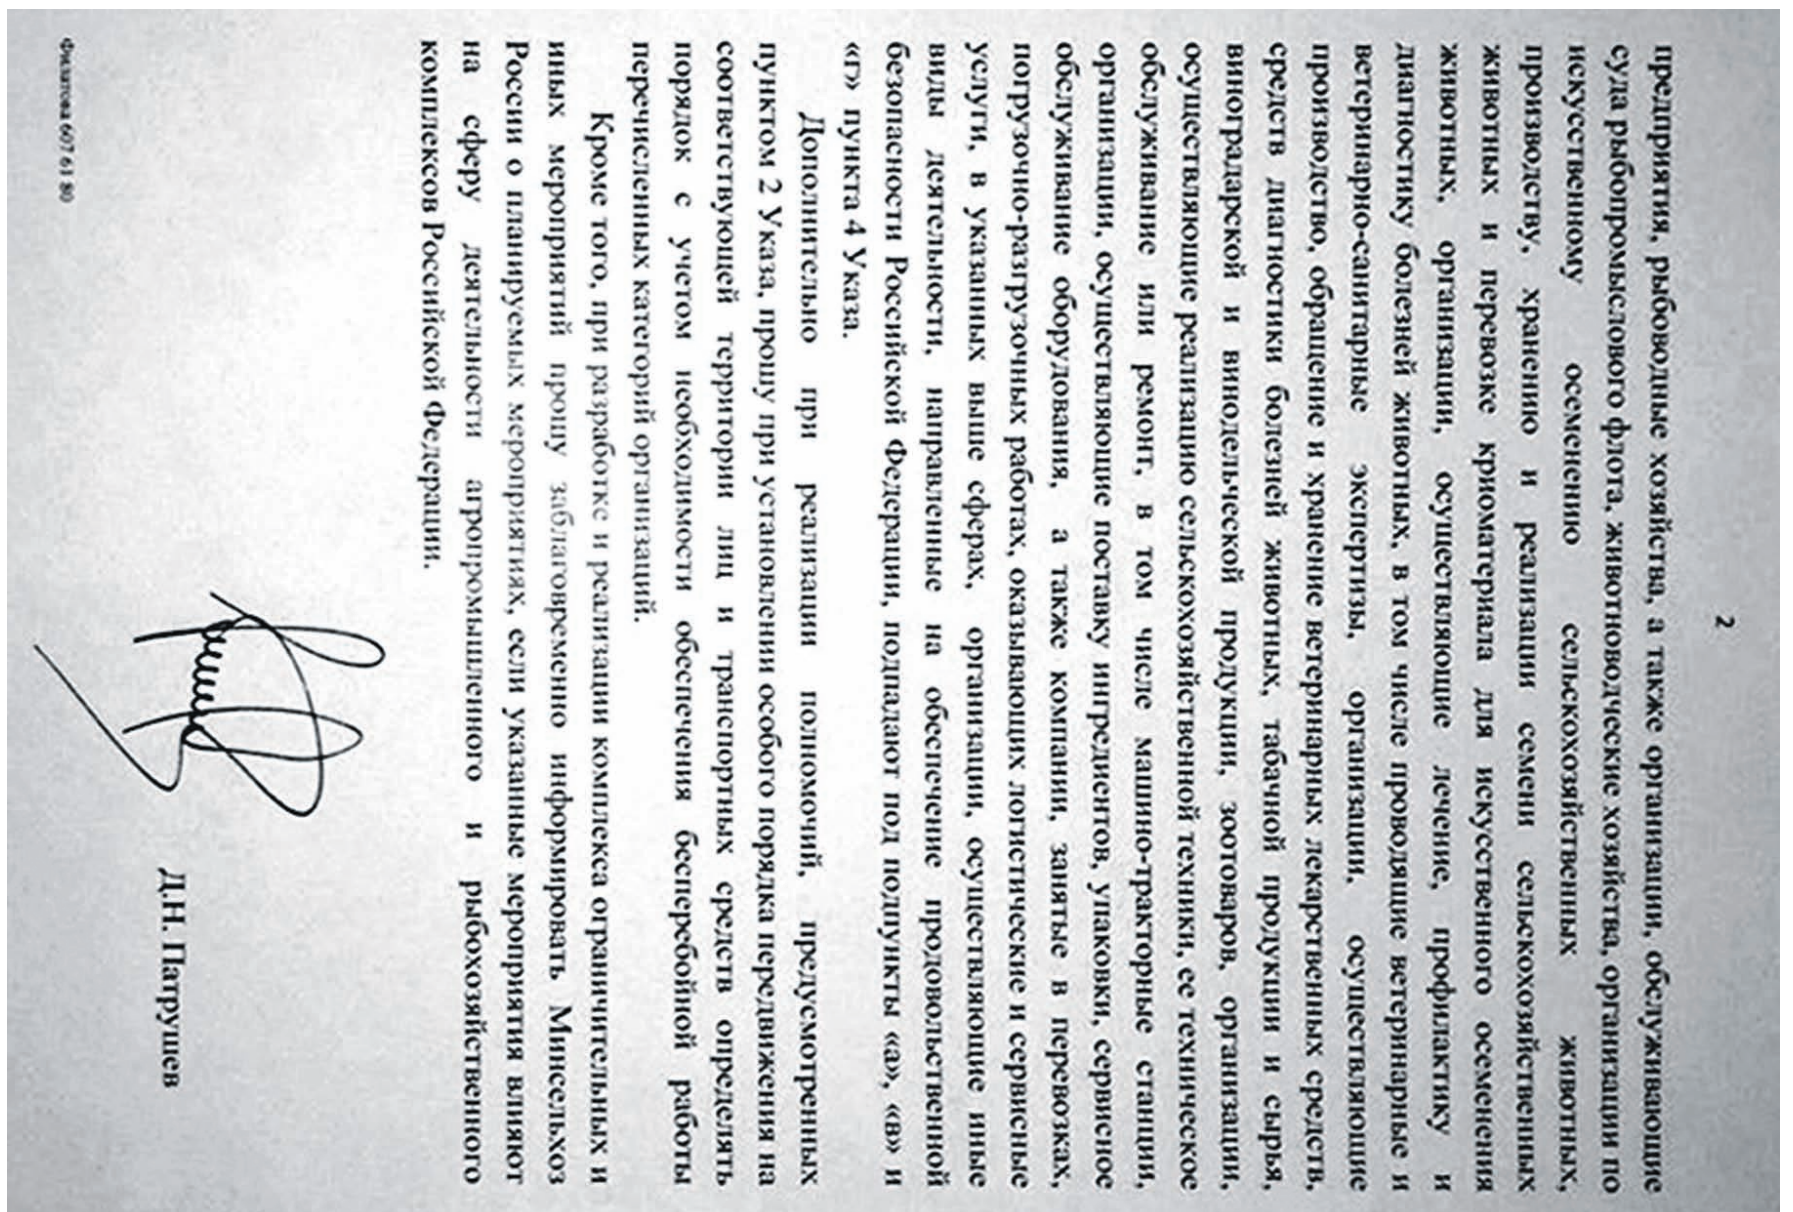 2
предприятия, рыбоводные хозяйства, а также организации, обслуживающие
суда рыбопромыслового флота, животноводческие хозяйства, организации по
искусственному осеменению сельскохозяйственных животных,
производству, хранению и реализации семени сельскохозяйственных
животных и перевозке криоматериала для искусственного осеменения
животных, организации, осуществляющие лечение, профилактику и
диагностику болезней животных, в том числе проводящие ветеринарные и
ветеринарно-санитарные экспертизы, организации, осуществляющие
производство, обращение и хранение ветеринарных лекарственных средств,
средств диагностики болезней животных, табачной продукции и сырья,
виноградарской и винодельческой продукции, зоотоваров, организации,
осуществляющие реализацию сельскохозяйственной техники, ее техническое
обслуживание или ремонт, в том числе машино-тракторные станции,
организации, осуществляющие поставку ингредиентов, упаковки, сервисное
обслуживание оборудования, а также компании, занятые в перевозках,
погрузочно-разгрузочных работах, оказывающих логистические и сервисные
услуги, в указанных выше сферах, организации, осуществляющие иные
виды деятельности, направленные на обеспечение продовольственной
безопасности Российской Федерации, подпадают под подпункты «а», «в» и
«г» пункта 4 Указа.
Дополнительно при реализации полномочий, предусмотренных
пунктом 2 Указа, прошу при установлении особого порядка передвижения на
соответствующей территории лиц и транспортных средств определять
порядок с учетом необходимости обеспечения бесперебойной работы
перечисленных категорий организаций.
Кроме того, при разработке и реализации комплекса ограничительных и
иных мероприятий прошу заблаговременно информировать Минсельхоз
России о планируемых мероприятиях, если указанные мероприятия влияют
на сферу деятельности агропромышленного и рыбохозяйственного
комплексов Российской Федерации.
Д.Н. Патрушев
Филатова 607 61 80